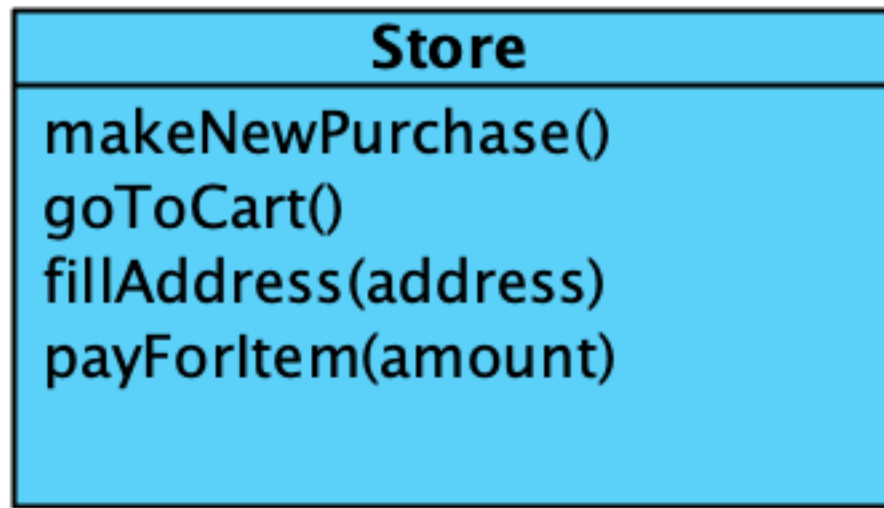 Store
makeNewPurchase()
goToCart()
fillAddress(address)
payForItem(amount)